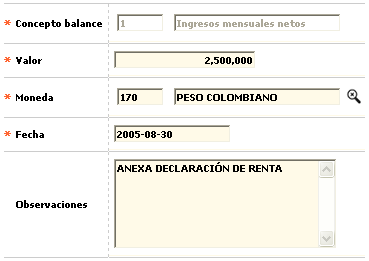 * Concepto balance 1 Ingresos mensuales netos
* Valor 2,500,000
* Moneda 170 PESO COLOMBIANO
* Fecha 2005-08-30
ANEXA DECLARACIÓN DE RENTA
Observaciones